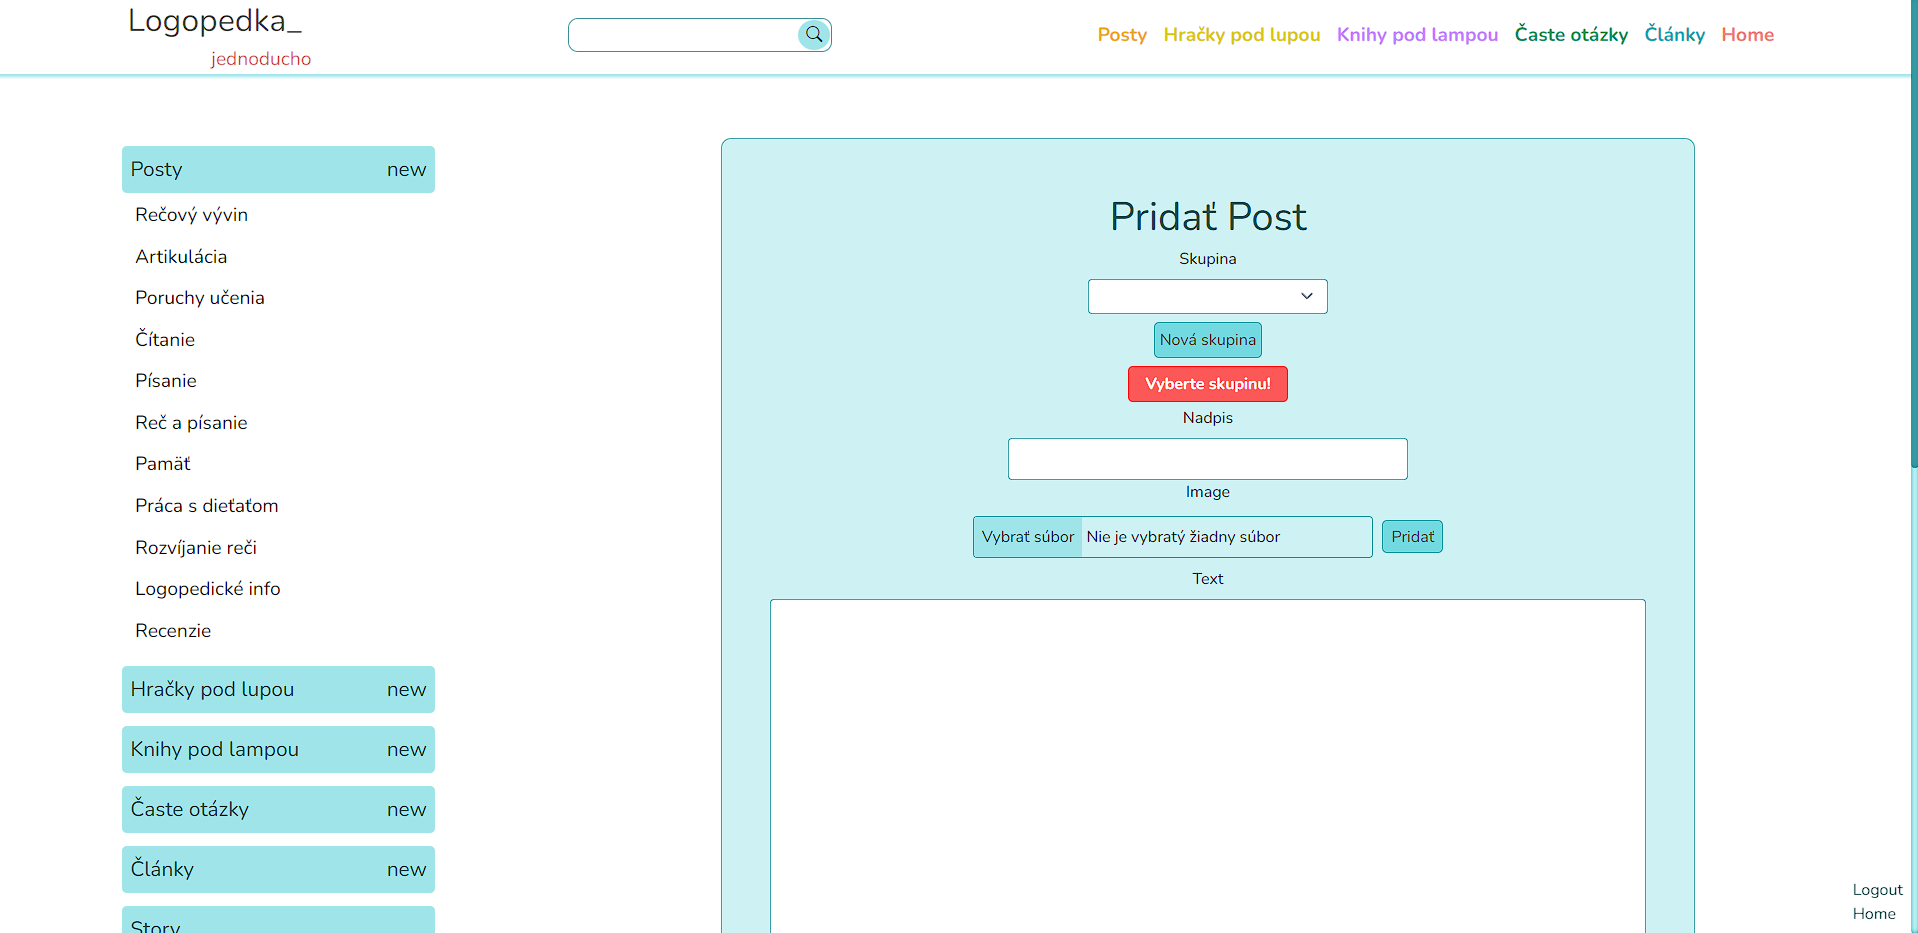 Logopedka_
jednoducho
Posty Hračky pod lupou Knihy pod lampou Časte otázky Články Home
Posty new
Rečový vývin
Artikulácia
Poruchy učenia
Čítanie
Písanie
Reč a písanie
Pamäť
Práca s dieťaťom
Rozvíjanie reči
Logopedické info
Recenzie
Hračky pod lupou new
Knihy pod lampou new
Časte otázky new
Články new
Story
Pridať Post
Skupina
Nová skupina
Vyberte skupinu!
Nadpis
Image
Vybrať súbor Nie je vybratý žiadny súbor Pridať
Text
Logout
Home